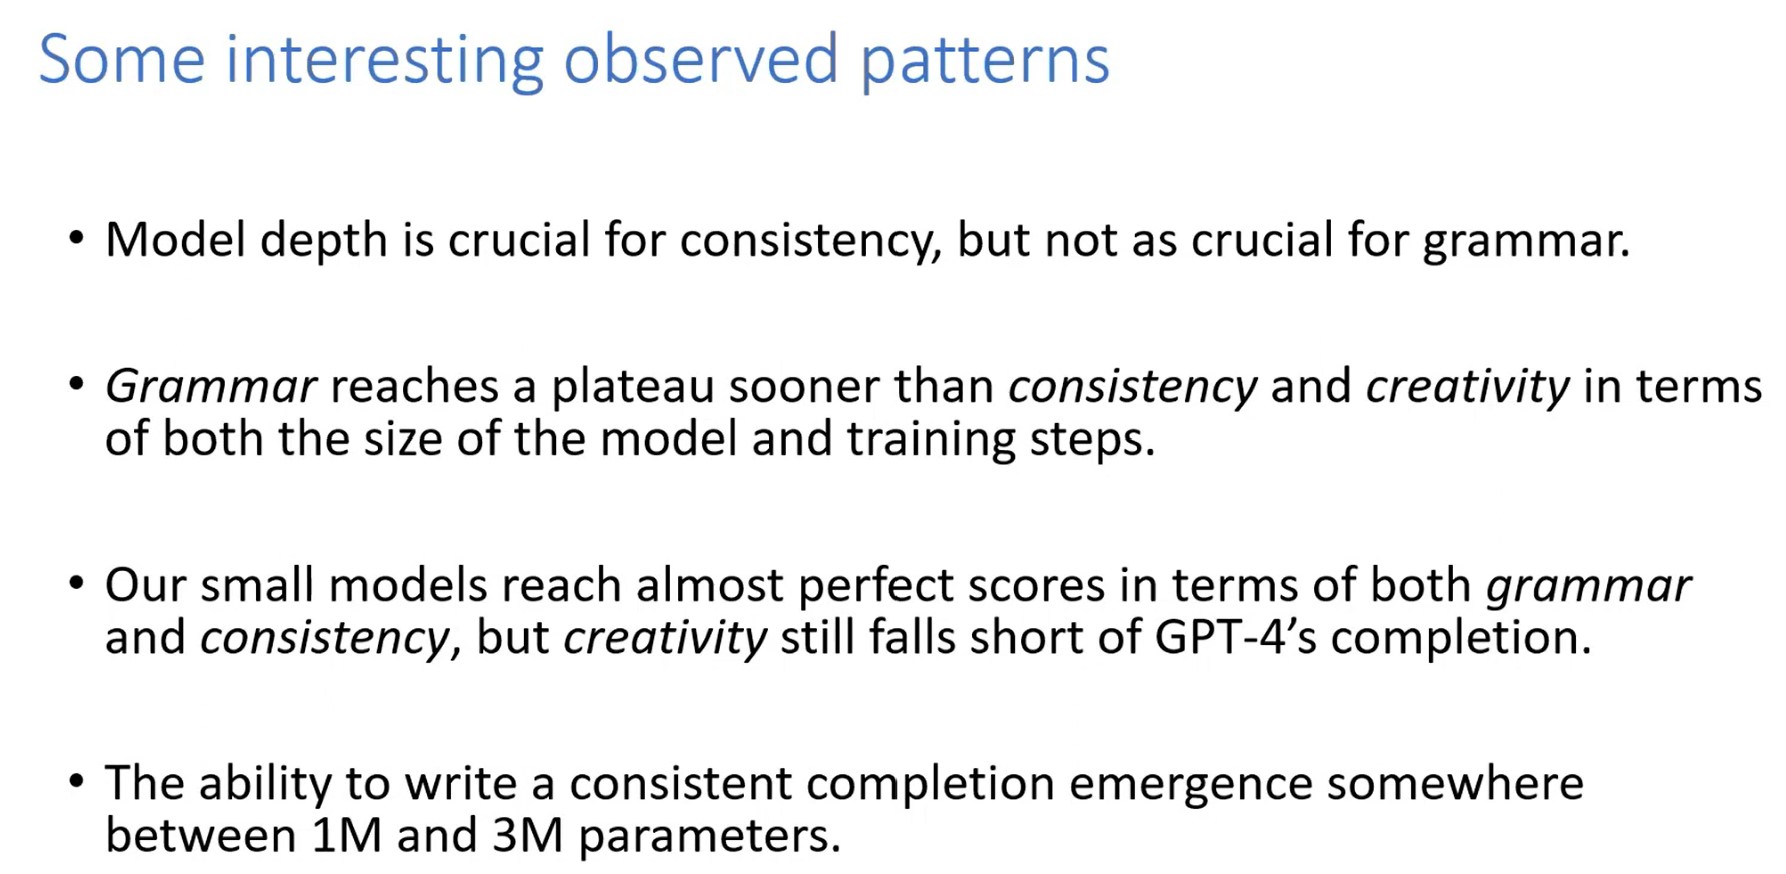 Some interesting observed patterns
• Model depth is crucial for consistency, but not as crucial for grammar.
• Grammar reaches a plateau sooner than consistency and creativity in terms
of both the size of the model and training steps.
• Our small models reach almost perfect scores in terms of both grammar
and consistency, but creativity still falls short of GPT-4’s completion.
• The ability to write a consistent completion emergence somewhere
between 1M and 3M parameters.